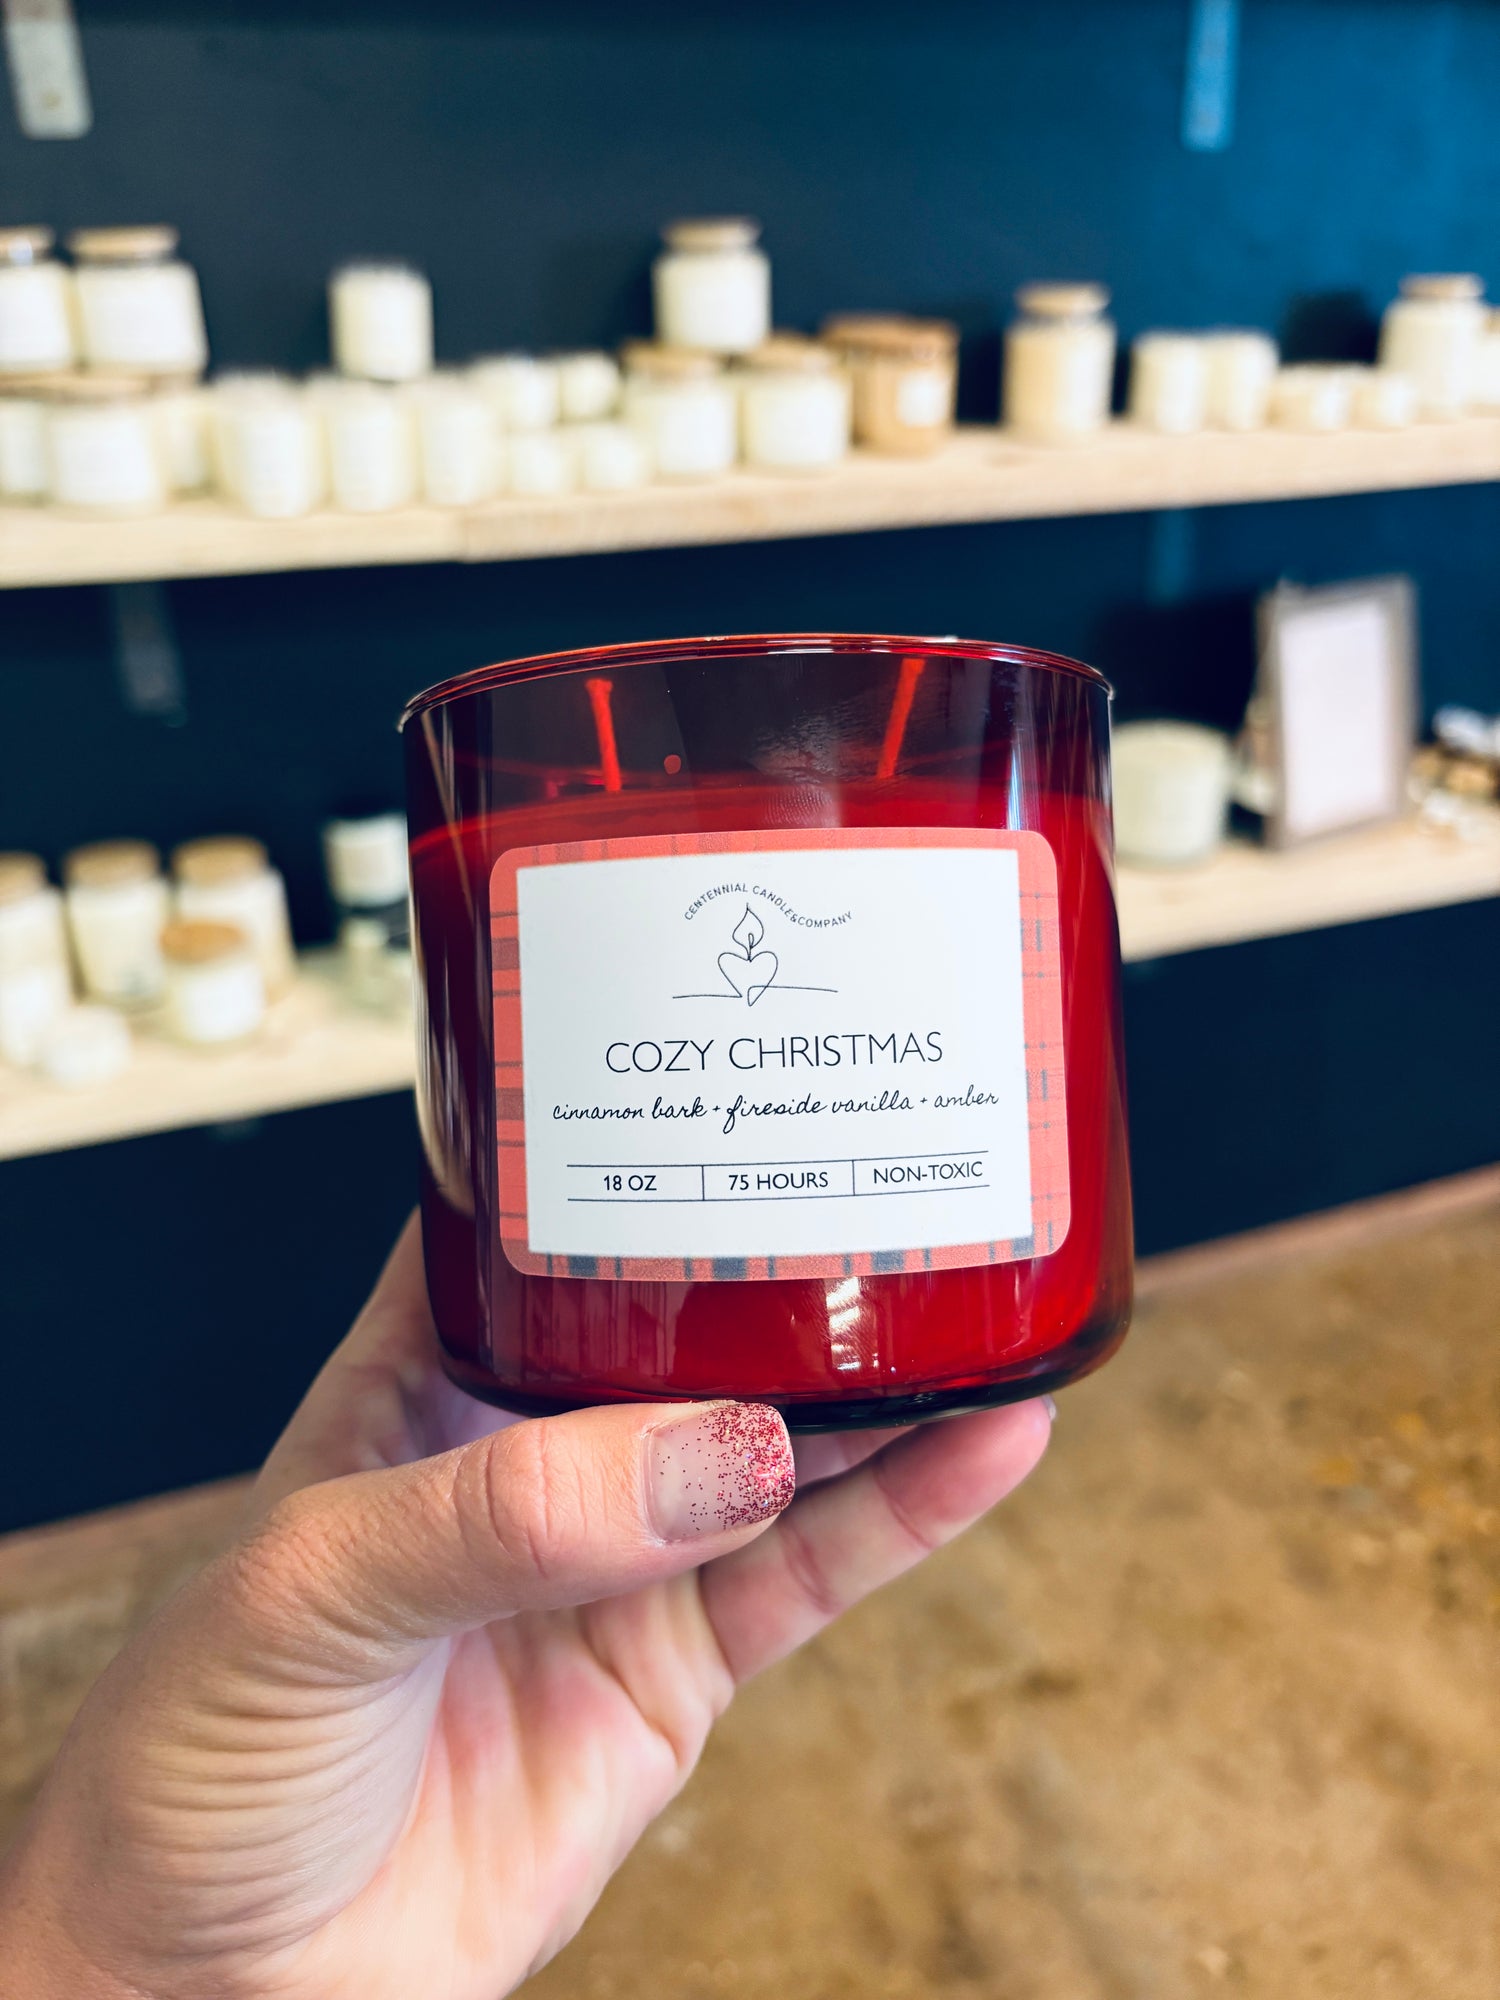 CENTENNIAL CANDLE&COMPANY
COZY CHRISTMAS
cinnamon bark + fireside vanilla + amber
18 OZ 75 HOURS NON-TOXIC